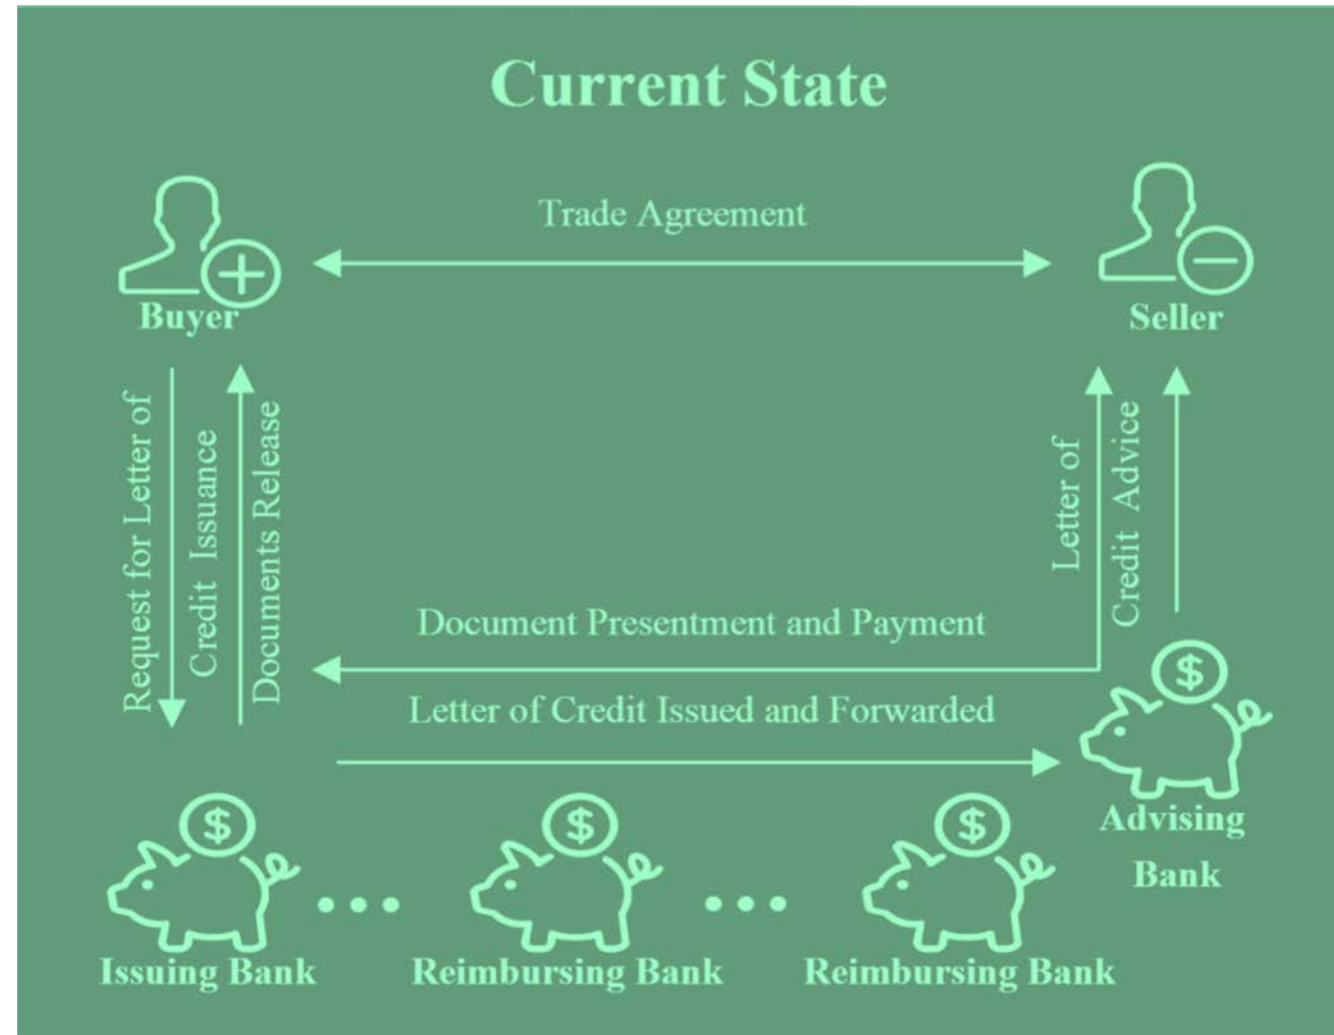 Current State
Trade Agreement
Buyer
Seller
Request for Letter of
Credit Issuance
Documents Release
Letter of
Credit Advice
Document Presentment and Payment
Letter of Credit Issued and Forwarded
$
Advising
Bank
$
$
$
Issuing Bank
Reimbursing Bank
Reimbursing Bank